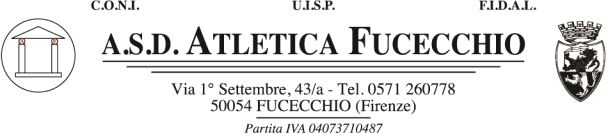 C.O.N.I. U.I.S.P. F.I.D.A.L.
A.S.D. ATLETICA FUCECCHIO
Via 1° Settembre, 43/a - Tel. 0571 260778
50054 FUCECCHIO (Firenze)
Partita IVA 04073710487